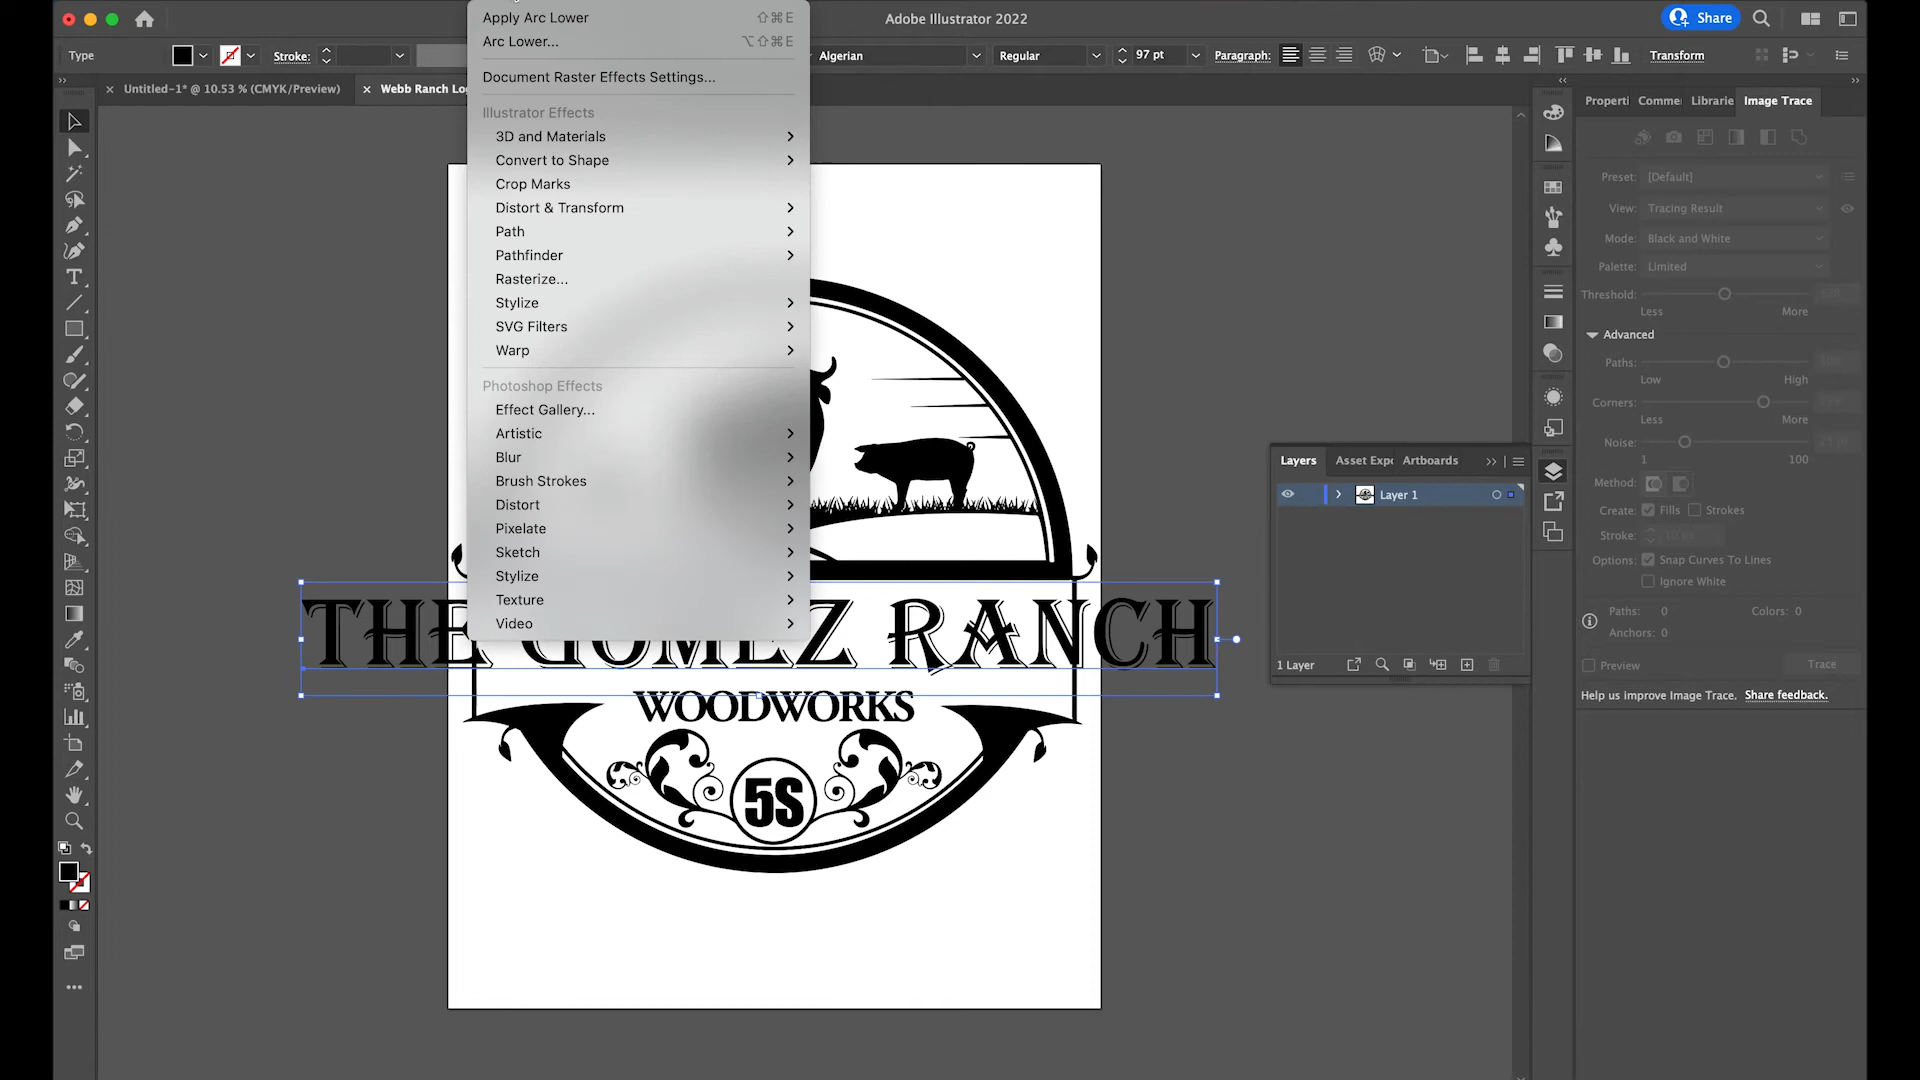 Adobe Illustrator 2022
Share
Type
Stroke:
Algerian
Regular
97 pt
Paragraph:
Transform
Untitled-1* @ 10.53 % (CMYK/Preview)
Webb Ranch Lo
Apply Arc Lower ⇧⌘E
Arc Lower... ⌥⇧⌘E
Document Raster Effects Settings...
Illustrator Effects
3D and Materials
Convert to Shape
Crop Marks
Distort & Transform
Path
Pathfinder
Rasterize...
Stylize
SVG Filters
Warp
Photoshop Effects
Effect Gallery...
Artistic
Blur
Brush Strokes
Distort
Pixelate
Sketch
Stylize
Texture
Video
THE GOMEZ RANCH
WOODWORKS
5S
Layers
Asset Expo
Artboards
Layer 1
1 Layer
Properti
Comme
Librarie
Image Trace
Preset: [Default]
View: Tracing Result
Mode: Black and White
Palette: Limited
Threshold:
Less More
Advanced
Paths:
Low High
Corners:
Less More
Noise:
1 100
Method:
Create: Fills Strokes
Stroke:
Options: Snap Curves To Lines
Ignore White
Paths: 0 Colors: 0
Anchors: 0
Preview
Trace
Help us improve Image Trace. Share feedback.